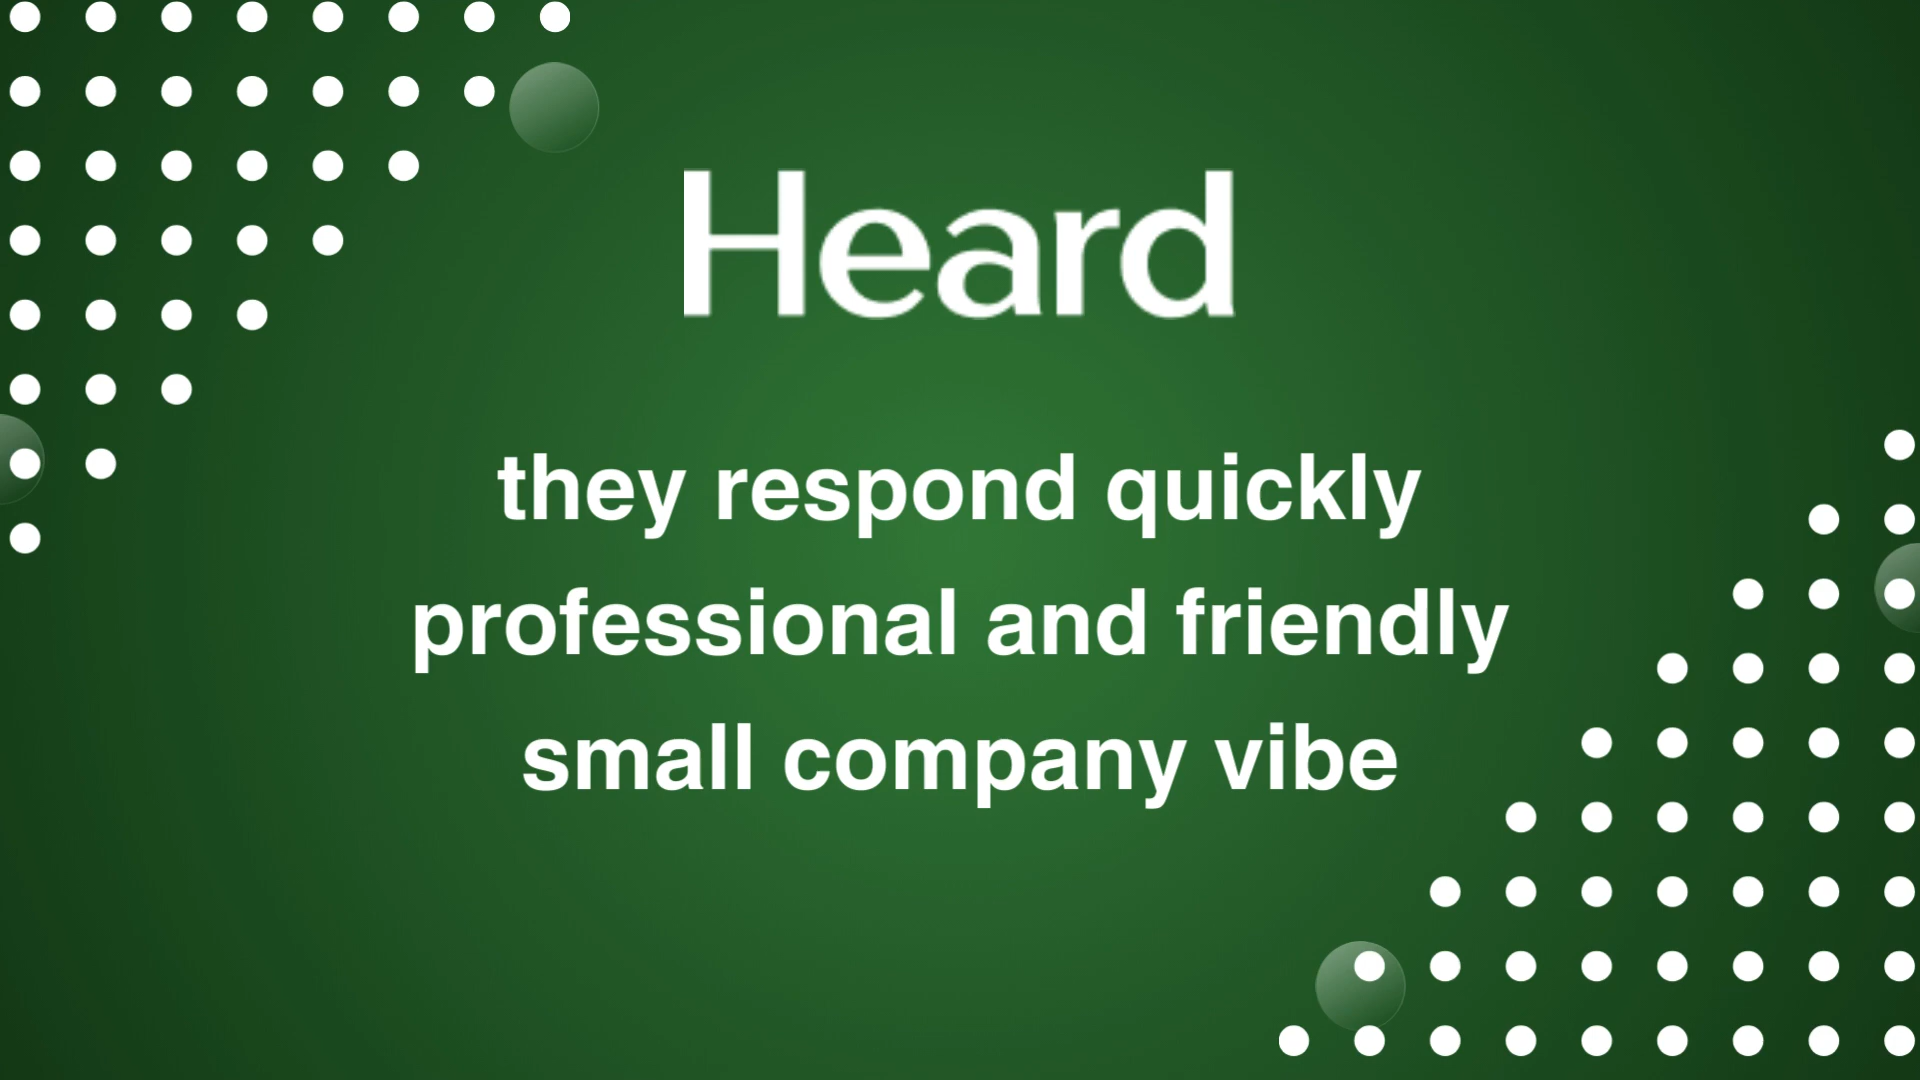 Heard
they respond quickly
professional and friendly
small company vibe